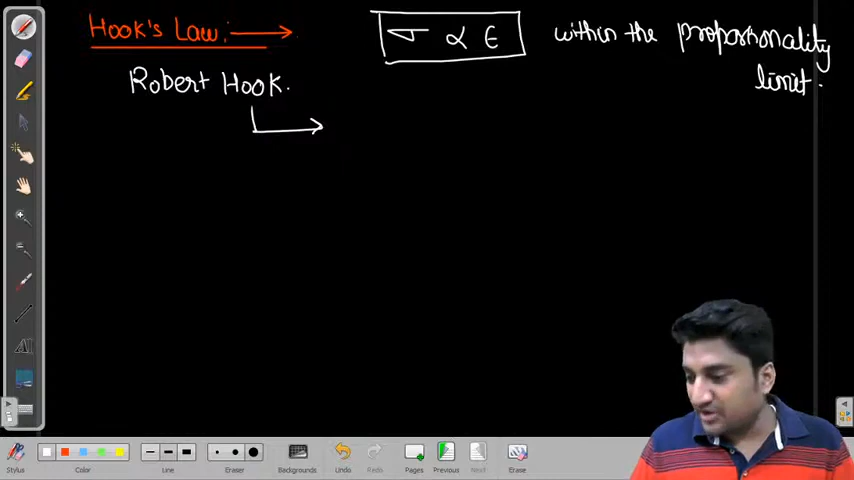 Hook's Law:
σ α ε within the proportionality
limit.
Robert Hook.
Stylus
Color
Line
Eraser
Backgrounds
Undo
Redo
Pages
Previous
Next
Erase